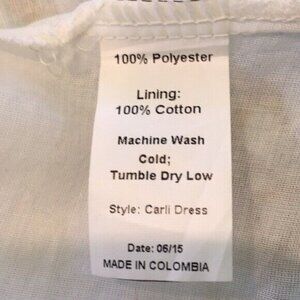 100% Polyester
Lining:
100% Cotton
Machine Wash
Cold;
Tumble Dry Low
Style: Carli Dress
Date: 06/15
MADE IN COLOMBIA